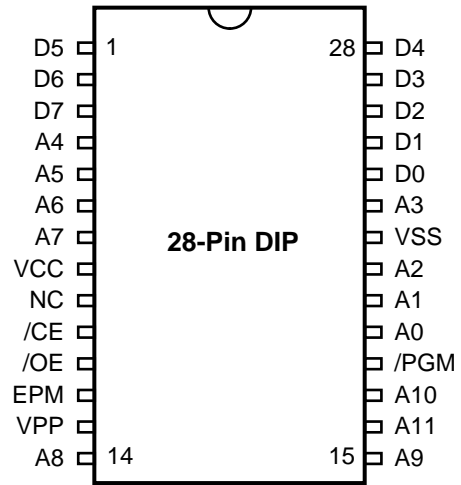 D5 1 28 D4
D6 D3
D7 D2
A4 D1
A5 D0
A6 A3
A7 28-Pin DIP VSS
VCC A2
NC A1
/CE A0
/OE /PGM
EPM A10
VPP A11
A8 14 15 A9